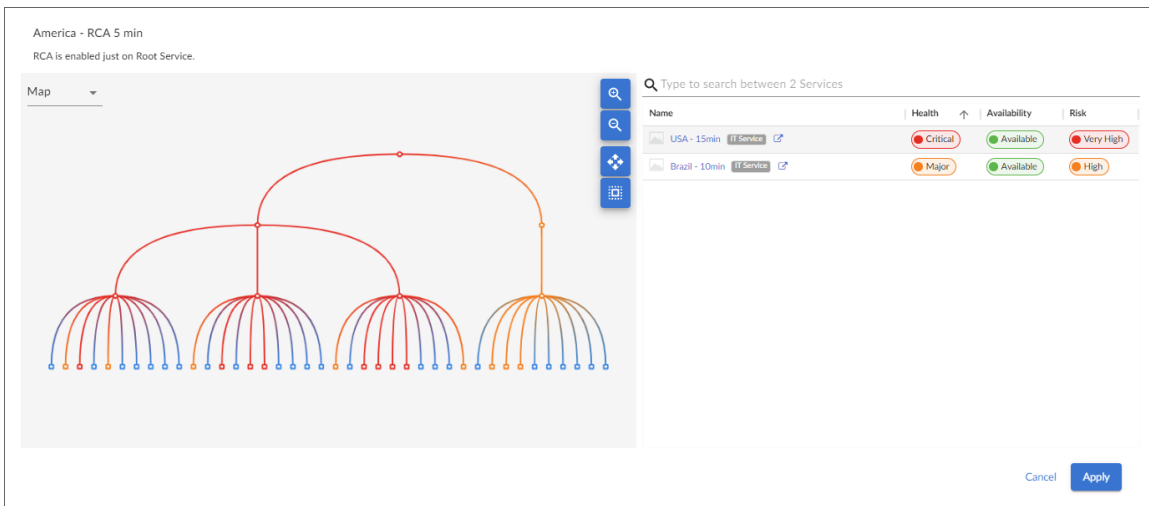 America - RCA 5 min
RCA is enabled just on Root Service.
Map
Type to search between 2 Services
Name Health Availability Risk
USA - 15min IT Service Critical Available Very High
Brazil - 10min IT Service Major Available High
Cancel Apply